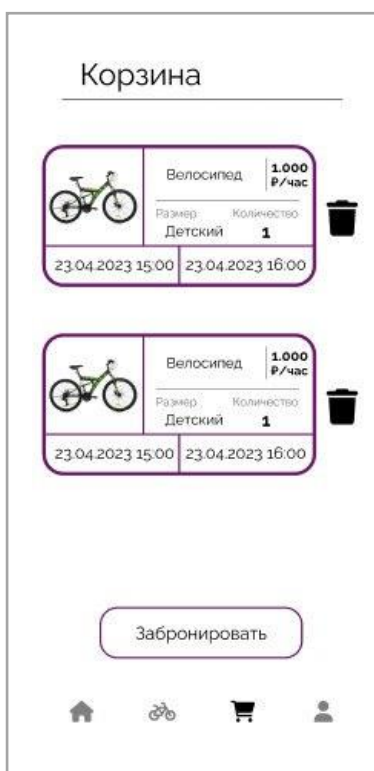 Корзина
Велосипед
1.000
₽/час
Размер Количество
Детский 1
23.04.2023 15:00 23.04.2023 16:00
Велосипед
1.000
₽/час
Размер Количество
Детский 1
23.04.2023 15:00 23.04.2023 16:00
Забронировать